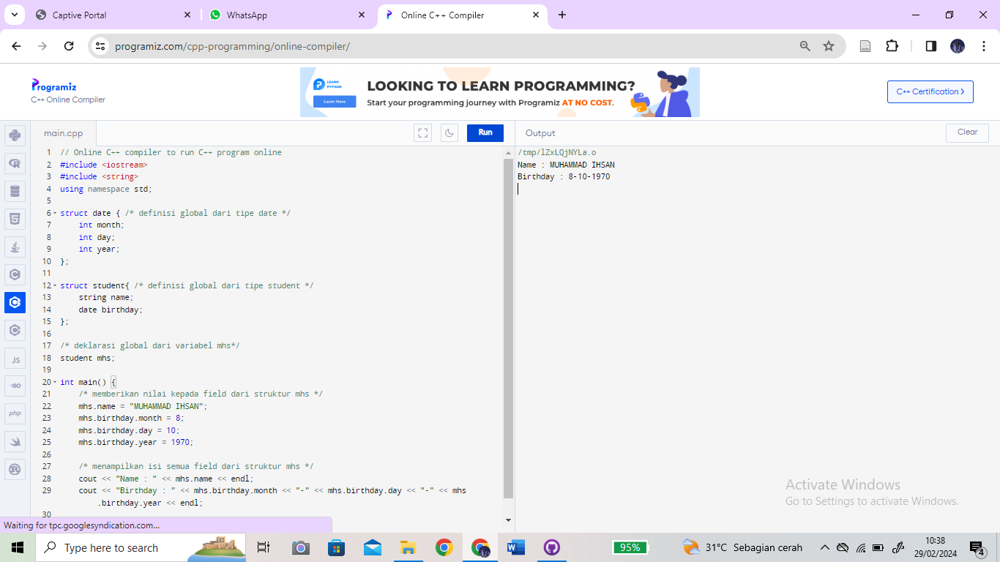 Captive Portal
WhatsApp
Online C++ Compiler
programiz.com/cpp-programming/online-compiler/
Programiz
C++ Online Compiler
LEARN PYTHON
Learn More
LOOKING TO LEARN PROGRAMMING?
Start your programming journey with Programiz AT NO COST.
C++ Certification >
main.cpp
Run
Output
Clear
1 // Online C++ compiler to run C++ program online
2 #include <iostream>
3 #include <string>
4 using namespace std;
5
6 struct date { /* definisi global dari tipe date */
7 int month;
8 int day;
9 int year;
10 };
11
12 struct student{ /* definisi global dari tipe student */
13 string name;
14 date birthday;
15 };
16
17 /* deklarasi global dari variabel mhs*/
18 student mhs;
19
20 int main() {
21 /* memberikan nilai kepada field dari struktur mhs */
22 mhs.name = "MUHAMMAD IHSAN";
23 mhs.birthday.month = 8;
24 mhs.birthday.day = 10;
25 mhs.birthday.year = 1970;
26
27 /* menampilkan isi semua field dari struktur mhs */
28 cout << "Name : " << mhs.name << endl;
29 cout << "Birthday : " << mhs.birthday.month << "-" << mhs.birthday.day << "-" << mhs
.birthday.year << endl;
30
/tmp/lZxLQjNYLa.o
Name : MUHAMMAD IHSAN
Birthday : 8-10-1970
JS
GO
php
Activate Windows
Go to Settings to activate Windows.
Waiting for tpc.googlesyndication.com...
Type here to search
95%
31°C Sebagian cerah
10:38
29/02/2024
4